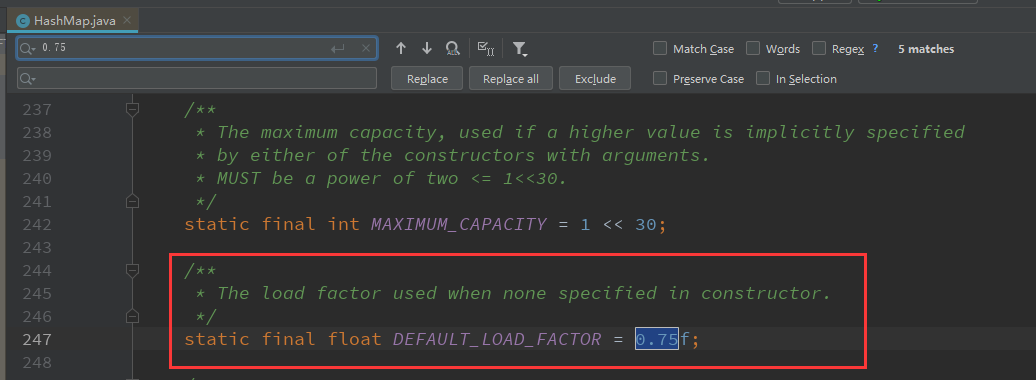 HashMap.java
0.75
Match Case Words Regex ? 5 matches
Replace Replace all Exclude Preserve Case In Selection
237 /**
238 * The maximum capacity, used if a higher value is implicitly specified
239 * by either of the constructors with arguments.
240 * MUST be a power of two <= 1<<30.
241 */
242 static final int MAXIMUM_CAPACITY = 1 << 30;
243
244 /**
245 * The load factor used when none specified in constructor.
246 */
247 static final float DEFAULT_LOAD_FACTOR = 0.75f;
248